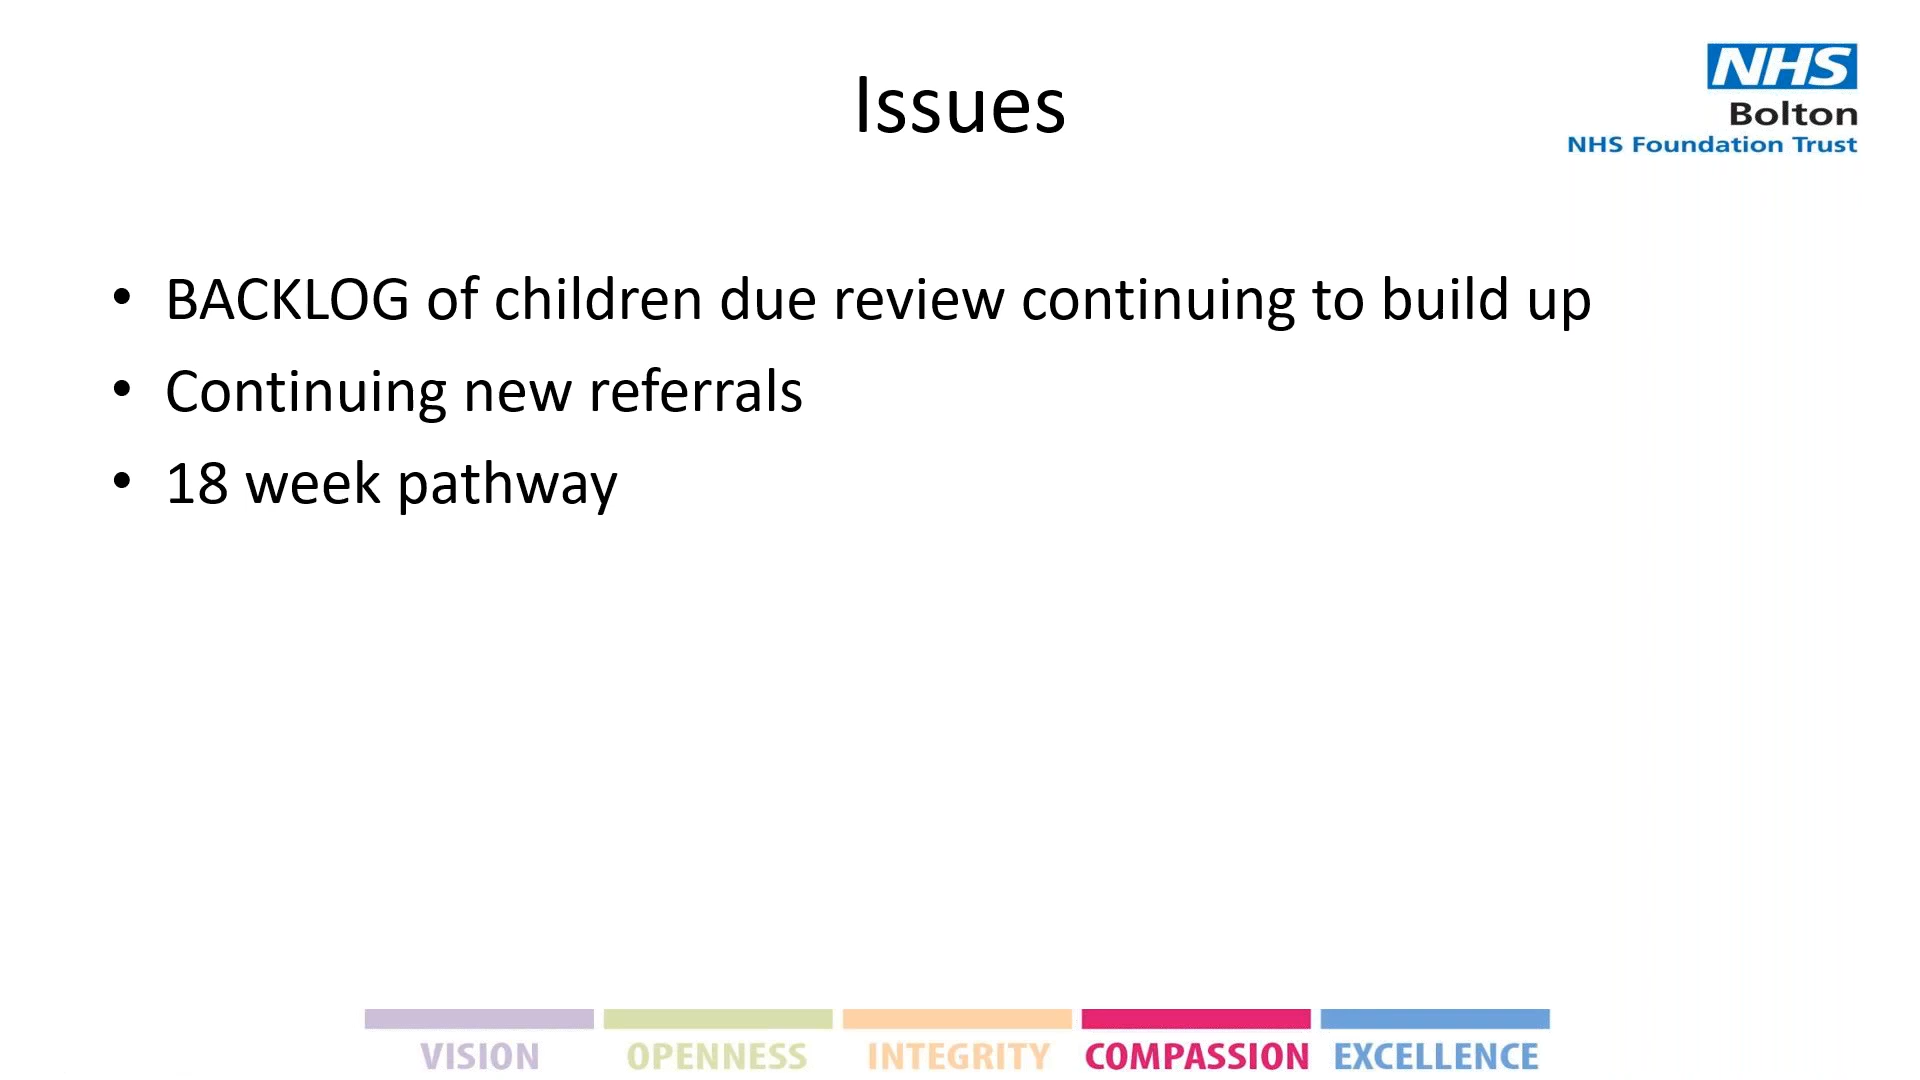 Issues
NHS
Bolton
NHS Foundation Trust
• BACKLOG of children due review continuing to build up
• Continuing new referrals
• 18 week pathway
VISION OPENNESS INTEGRITY COMPASSION EXCELLENCE